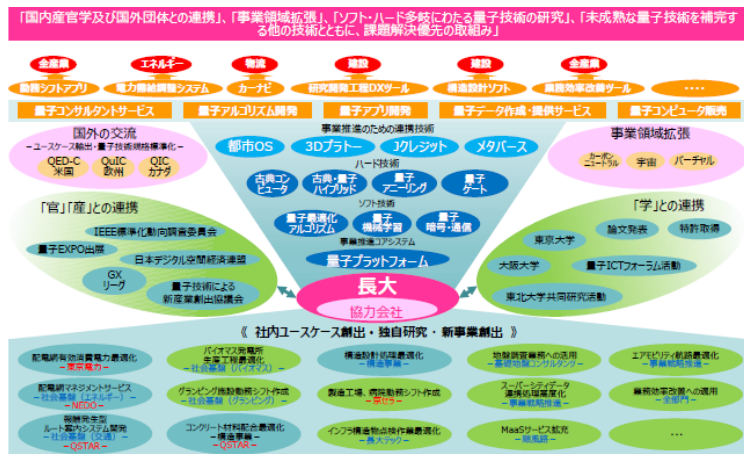 「国内産官学及び国外団体との連携」、「事業領域拡張」、「ソフト・ハード多岐にわたる量子技術の研究」、「未成熟な量子技術を補完す
る他の技術とともに、課題解決優先の取組み」
全産業
エネルギー
物流
建設
建設
全産業
勤務シフトアプリ
電力需給調整システム
カーナビ
研究開発工程DXツール
構造設計ソフト
業務効率改善ツール
・・・・
量子コンサルタントサービス
量子アルゴリズム開発
量子アプリ開発
量子データ作成・提供サービス
量子コンピュータ販売
国外の交流
－ユースケース輸出・量子技術規格標準化－
QED-C
米国
QuIC
欧州
QIC
カナダ
事業推進のための連携技術
都市OS
3Dプラトー
Jクレジット
メタバース
ハード技術
古典コン
ピュータ
古典・量子
ハイブリッド
量子
アニーリング
量子
ゲート
ソフト技術
量子最適化
アルゴリズム
量子
機械学習
量子
暗号・通信
事業推進コアシステム
量子プラットフォーム
事業領域拡張
カーボン
ニュートラル
宇宙
バーチャル
「官」「産」との連携
IEEE標準化動向調査委員会
量子EXPO出展
日本デジタル空間経済連盟
GX
リーグ
量子技術による
新産業創出協議会
「学」との連携
東京大学
論文発表
特許取得
大阪大学
量子ICTフォーラム活動
東北大学共同研究活動
長大
協力会社
《 社内ユースケース創出・独自研究・新事業創出 》
配電網有効消費電力最適化
－東京電力－
バイオマス発電所
生産工程最適化
－社会基盤（バイオマス）－
構造設計処理最適化
－構造事業－
地盤調査業務への活用
－基礎地盤コンサルタンツ－
エアモビリティ航路最適化
－事業戦略推進－
配電網マネジメントサービス
－社会基盤（エネルギー）－
－NEDO－
グランピング施設勤務シフト作成
－社会基盤（グランピング）－
製造工場、病院勤務シフト作成
－京セラ－
スーパーシティデータ
連携処理高度化
－事業戦略推進－
業務効率改善への適用
－全部門－
報酬発生型
ルート案内システム開発
－社会基盤（交通）－
－QSTAR－
コンクリート材料配合最適化
－構造事業－
－QSTAR－
インフラ構造物点検作業最適化
－長大テック－
MaaSサービス拡充
－順風路－
・・・